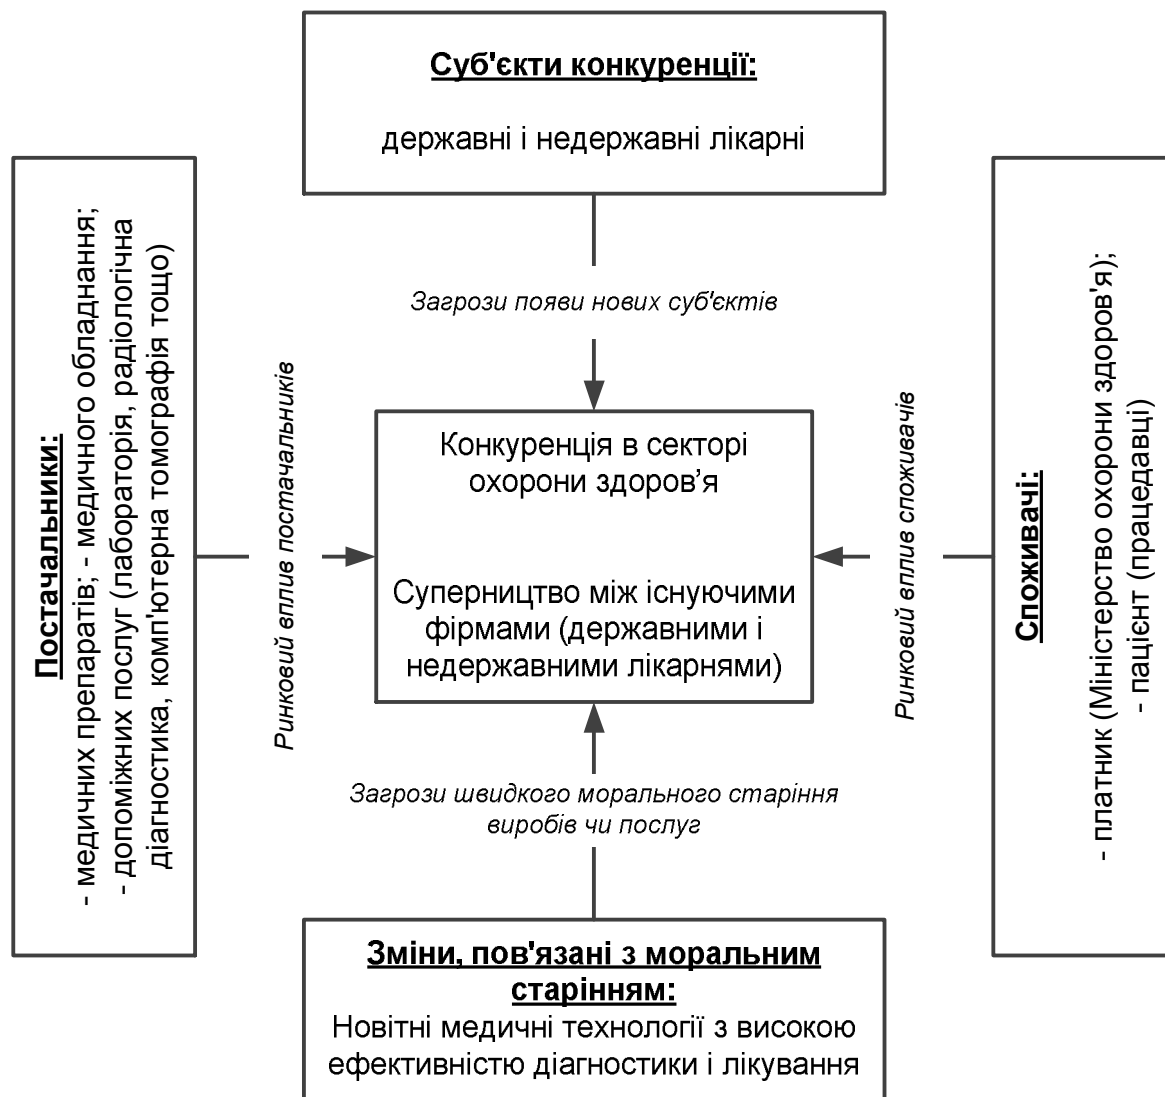 Суб'єкти конкуренції:
державні і недержавні лікарні
Загрози появи нових суб'єктів
Постачальники:
- медичних препаратів; - медичного обладнання;
- допоміжних послуг (лабораторія, радіологічна
діагностика, комп'ютерна томографія тощо)
Ринковий вплив постачальників
Конкуренція в секторі
охорони здоров’я
Суперництво між існуючими
фірмами (державними і
недержавними лікарнями)
Ринковий вплив споживачів
Споживачі:
- платник (Міністерство охорони здоров'я);
- пацієнт (працедавці)
Загрози швидкого морального старіння
виробів чи послуг
Зміни, пов'язані з моральним
старінням:
Новітні медичні технології з високою
ефективністю діагностики і лікування